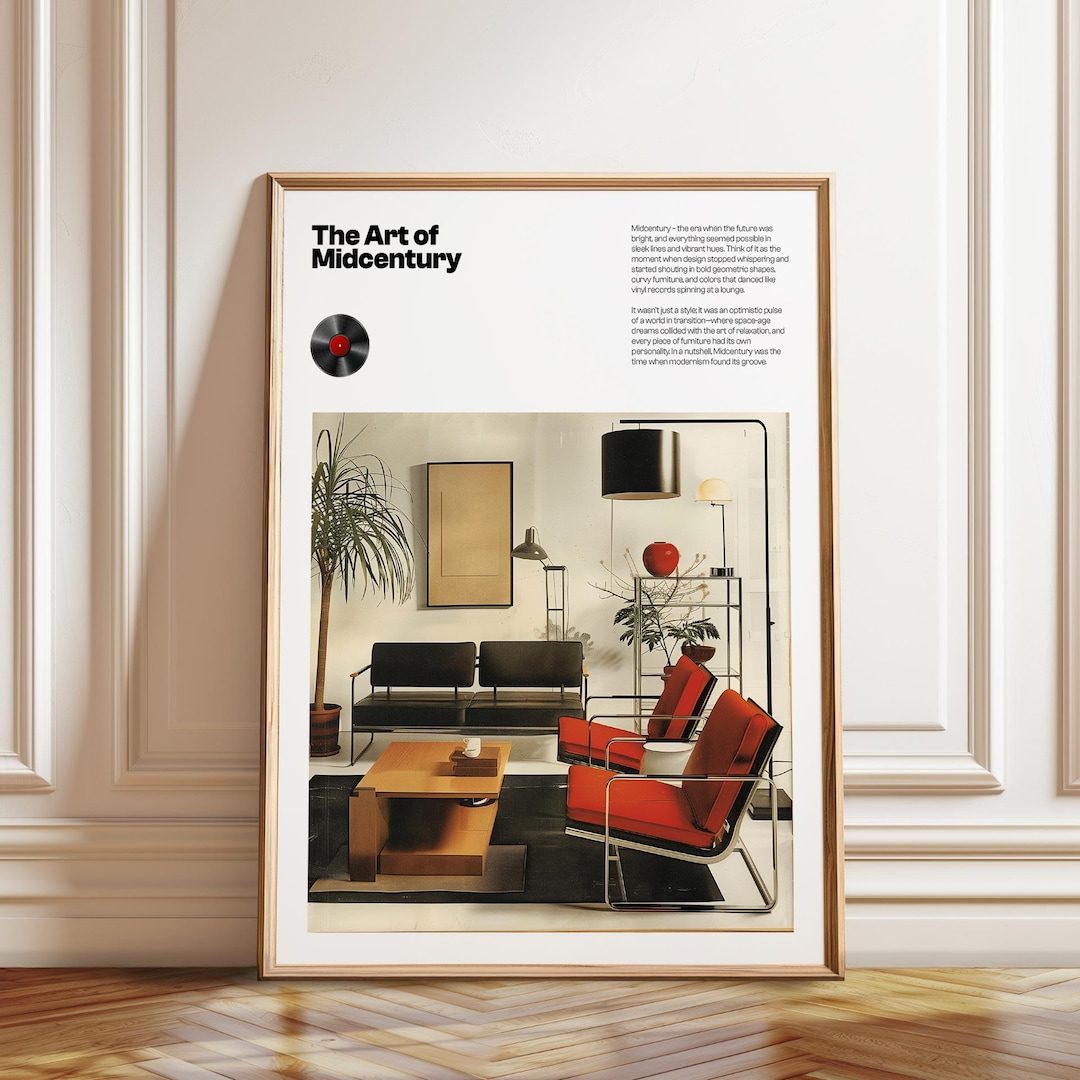 The Art of
Midcentury
Midcentury – the era when the future was
bright, and everything seemed possible in
sleek lines and vibrant hues. Think of it as the
moment when design stopped whispering and
started shouting in bold geometric shapes,
curvy furniture, and colors that danced like
vinyl records spinning at a lounge.
It wasn't just a style; it was an optimistic pulse
of a world in transition—where space-age
dreams collided with the art of relaxation, and
every piece of furniture had its own
personality. In a nutshell, Midcentury was the
time when modernism found its groove.